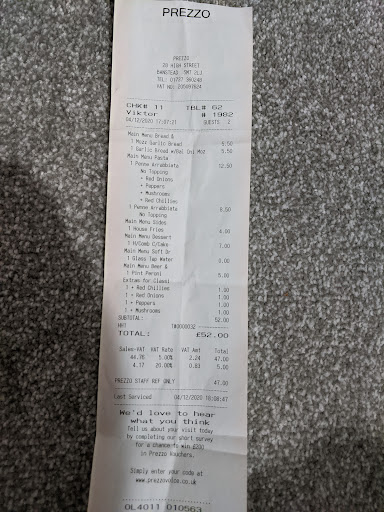 PREZZO
PREZZO
20 HIGH STREET
BANSTEAD. SM7 2LJ
TEL: 01737 360248
CHK# 11 TBL# 62
Viktor # 1982
04/12/2020 17:07:21 GUESTS 2
Main Menu Bread &
1 Mozz Garlic Bread 5.50
1 Garlic Bread w/Bal Oni Moz 5.50
Main Menu Pasta
1 Penne Arrabbiata 12.50
No Topping
+ Red Onions
+ Peppers
+ Mushrooms
+ Red Chillies
1 Penne Arrabbiata 8.50
No Topping
Main Menu Sides
1 House Fries 4.00
Main Menu Dessert
1 H/Comb C/Cake 7.00
Main Menu Soft Dr
1 Glass Tap Water 0.00
Main Menu Beer &
1 Pint Peroni 5.00
Extras for Classi
1 + Red Chillies 1.00
1 + Red Onions 1.00
1 + Peppers 1.00
1 + Mushrooms 1.00
SUBTOTAL: 52.00
TOTAL: £52.00
Sales-VAT VAT Rate VAT Amt Total
44.76 5.00% 2.24 47.00
4.17 20.00% 0.83 5.00
PREZZO STAFF REF ONLY 47.00
Last Serviced 04/12/2020 18:08:47
We'd love to hear
what you think
Tell us about your visit today
by completing our short survey
for a chance to win £200
in Prezzo Vouchers.
Simply enter your code at
www.prezzovoice.co.uk
OL4011 010563